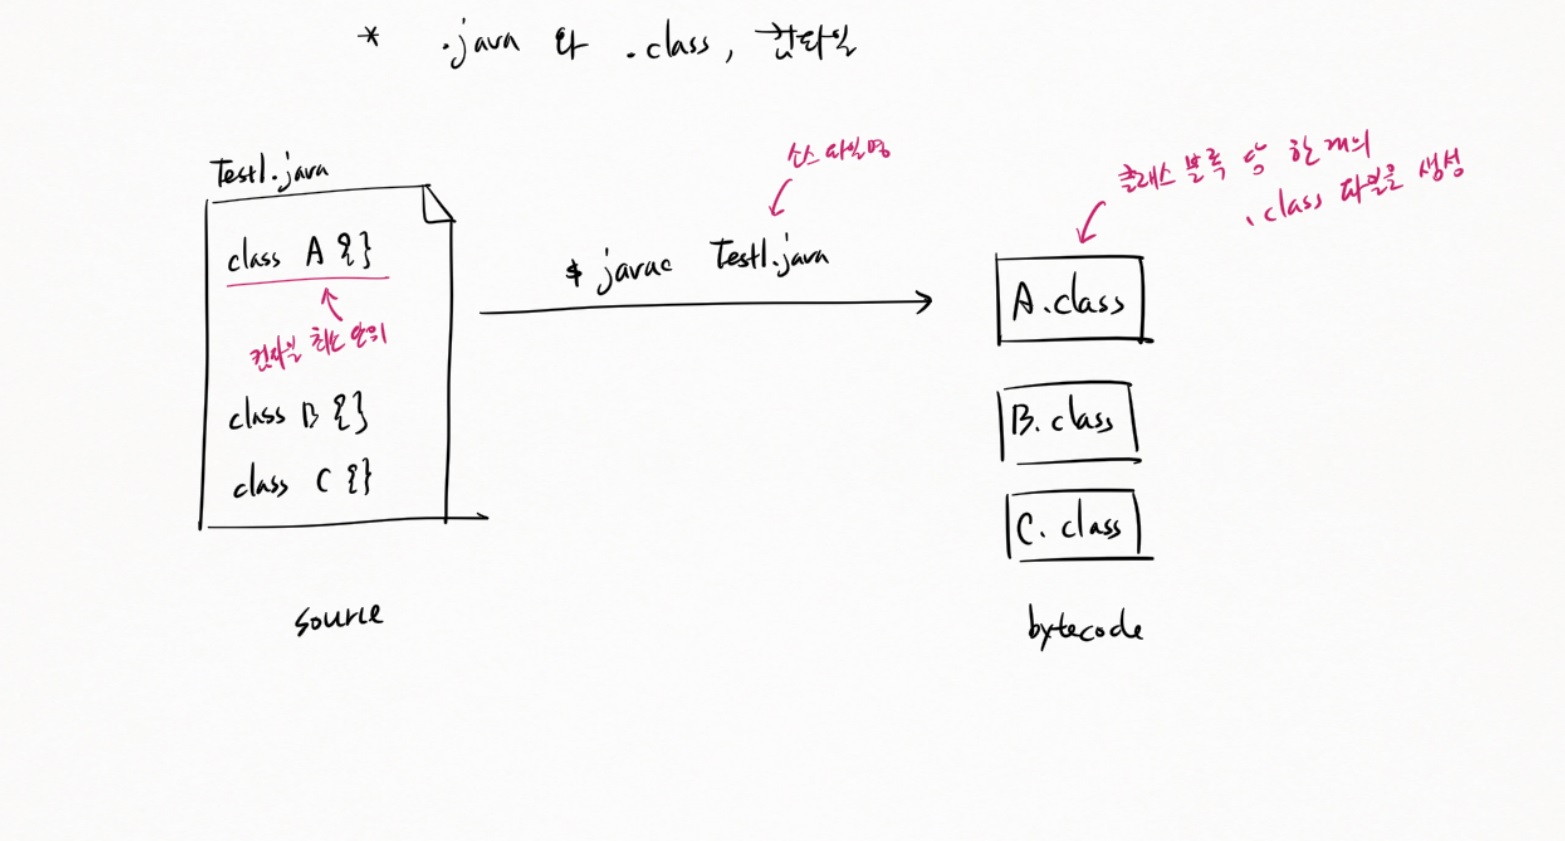 * .java 와 .class, 컴파일
Test1.java
class A {}
컴파일 최소 단위
class B {}
class C {}
source
소스 파일명
$ javac Test1.java
클래스 블록 당 한 개의
.class 파일을 생성
A.class
B.class
C.class
bytecode